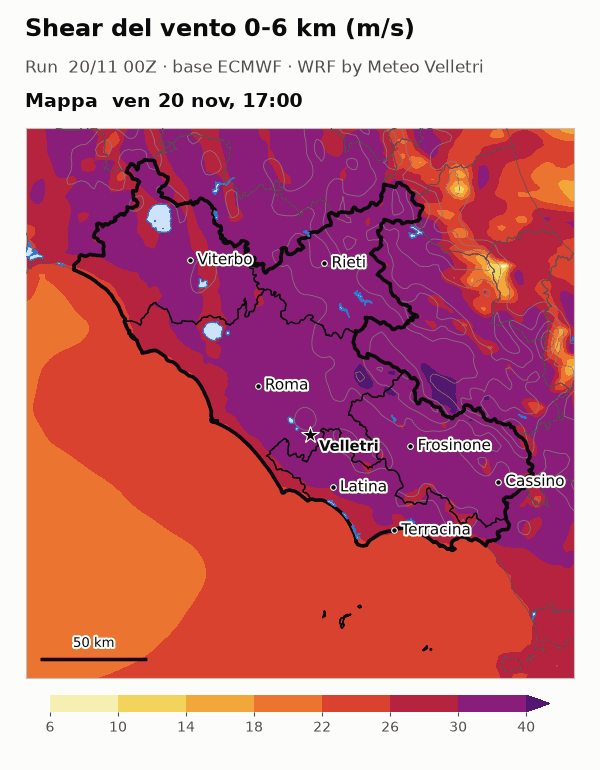 Shear del vento 0-6 km (m/s)
Run  20/11 00Z · base ECMWF · WRF by Meteo Velletri
Mappa  ven 20 nov, 17:00
Viterbo
Rieti
Roma
Velletri
Frosinone
Latina
Cassino
Terracina
50 km
6 10 14 18 22 26 30 40